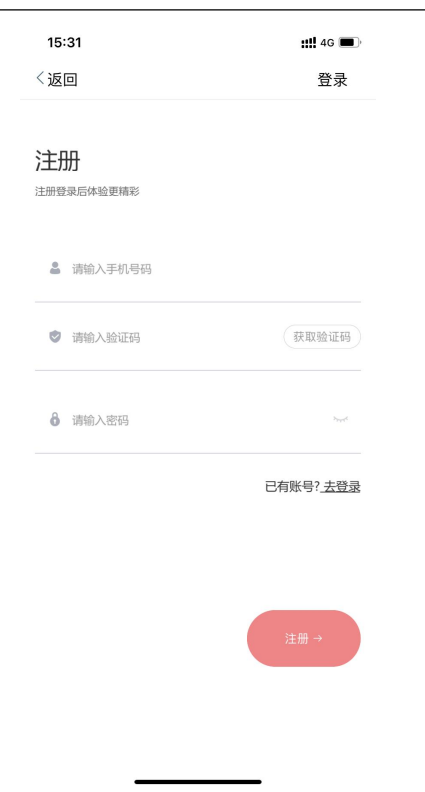 15:31 4G
返回 登录
注册
注册登录后体验更精彩
请输入手机号码
请输入验证码 获取验证码
请输入密码
已有账号? 去登录
注册 →